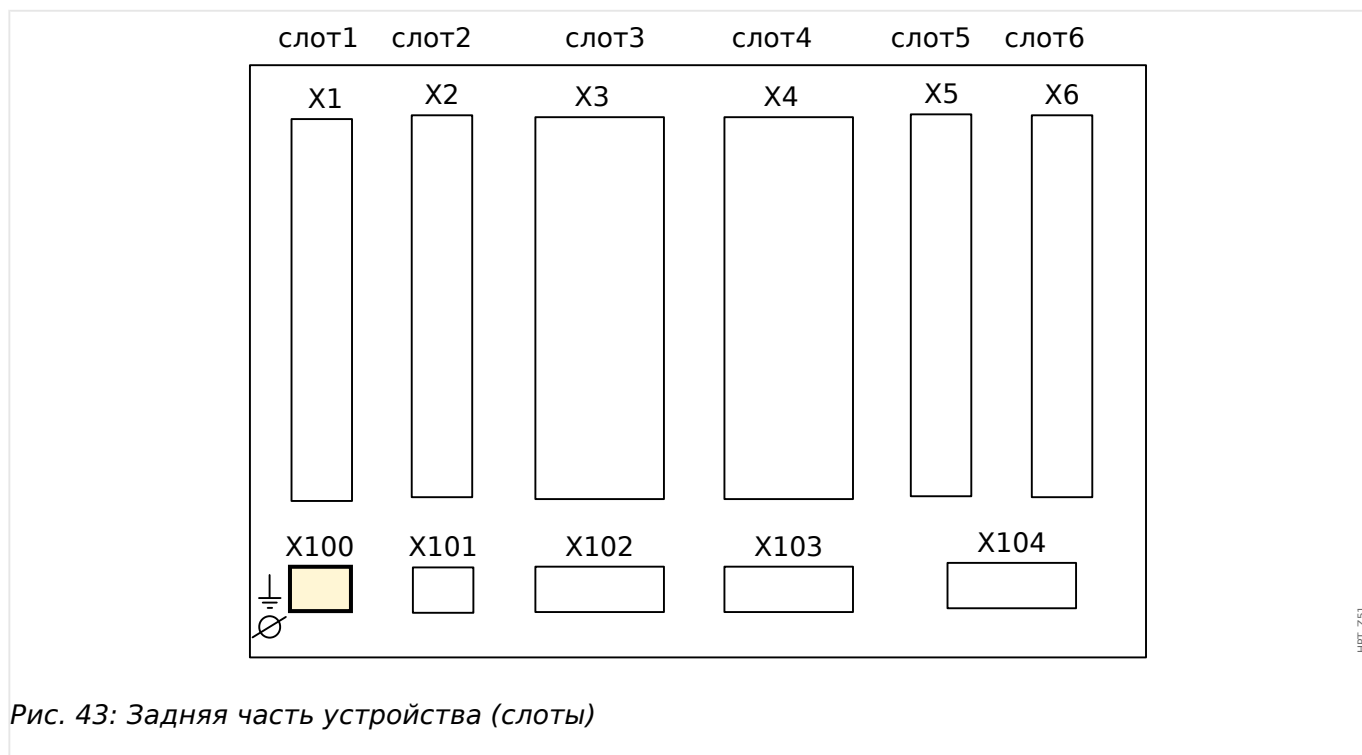 слот1 слот2 слот3 слот4 слот5 слот6
X1 X2 X3 X4 X5 X6
X100 X101 X102 X103 X104
Рис. 43: Задняя часть устройства (слоты)